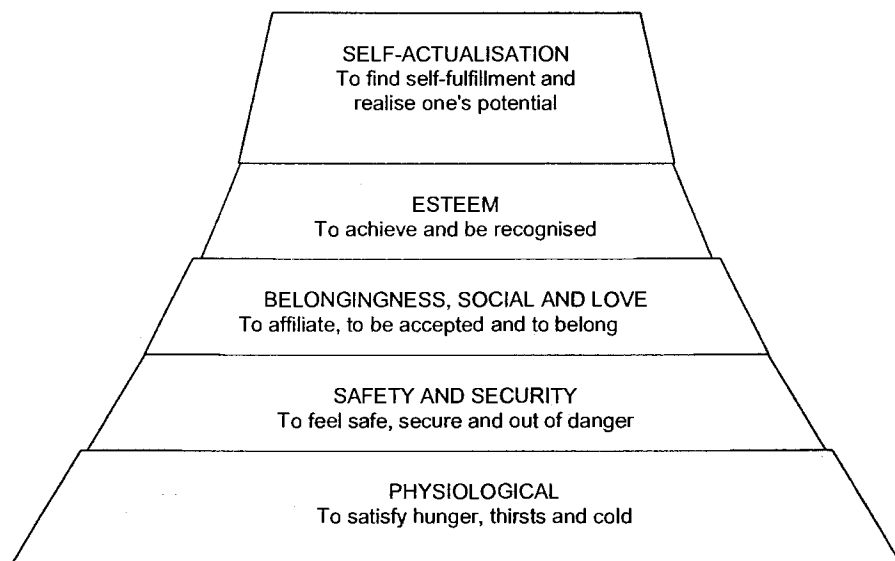 SELF-ACTUALISATION
To find self-fulfillment and
realise one's potential
ESTEEM
To achieve and be recognised
BELONGINGNESS, SOCIAL AND LOVE
To affiliate, to be accepted and to belong
SAFETY AND SECURITY
To feel safe, secure and out of danger
PHYSIOLOGICAL
To satisfy hunger, thirsts and cold